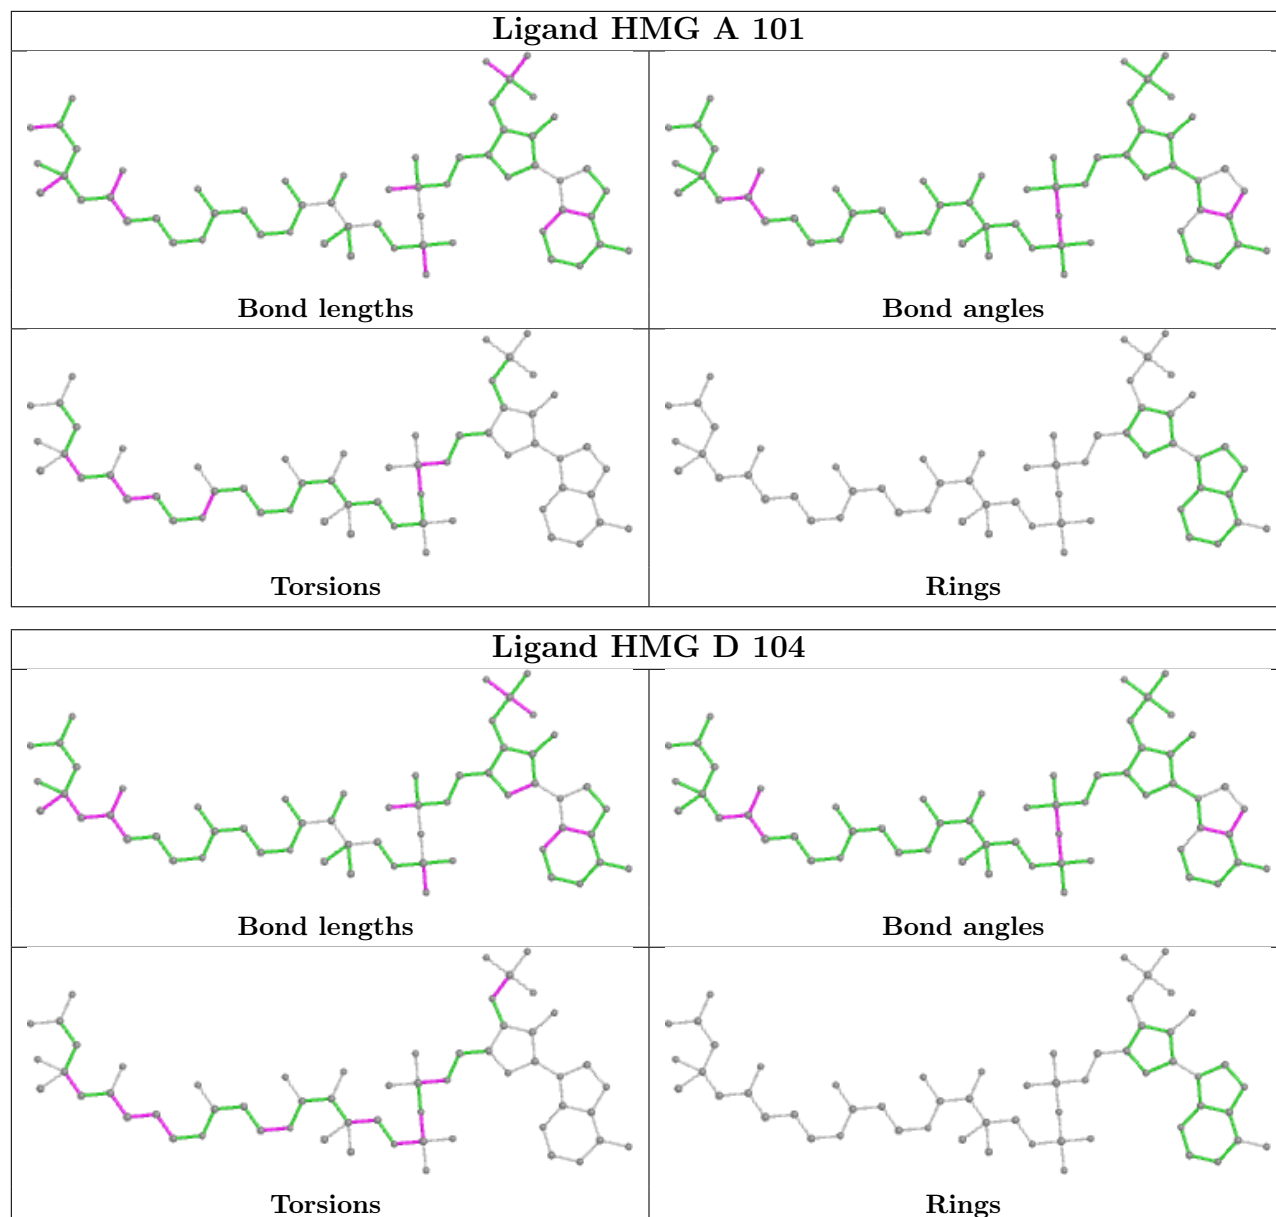 Ligand HMG A 101
Bond lengths
Bond angles
Torsions
Rings
Ligand HMG D 104
Bond lengths
Bond angles
Torsions
Rings